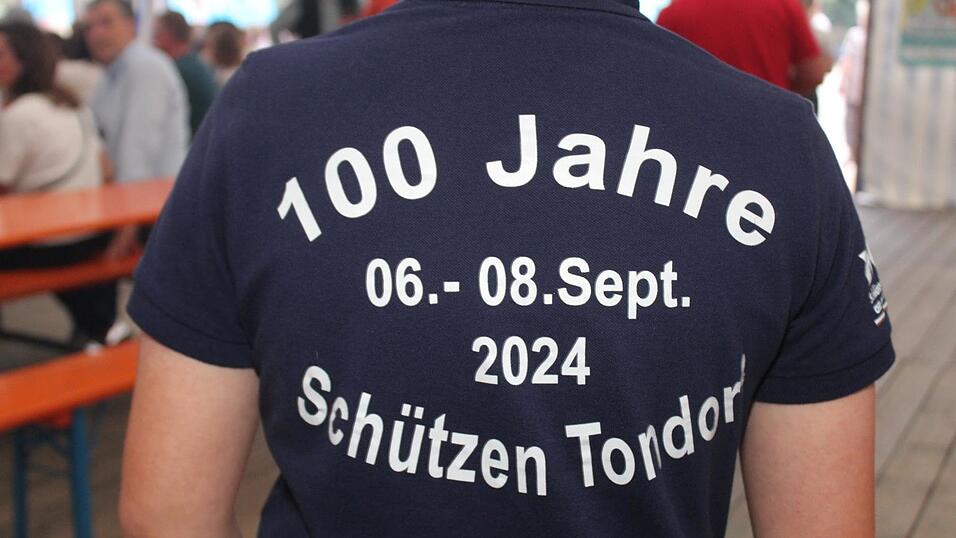 100 Jahre
06.- 08.Sept.
2024
Schützen Tondorf